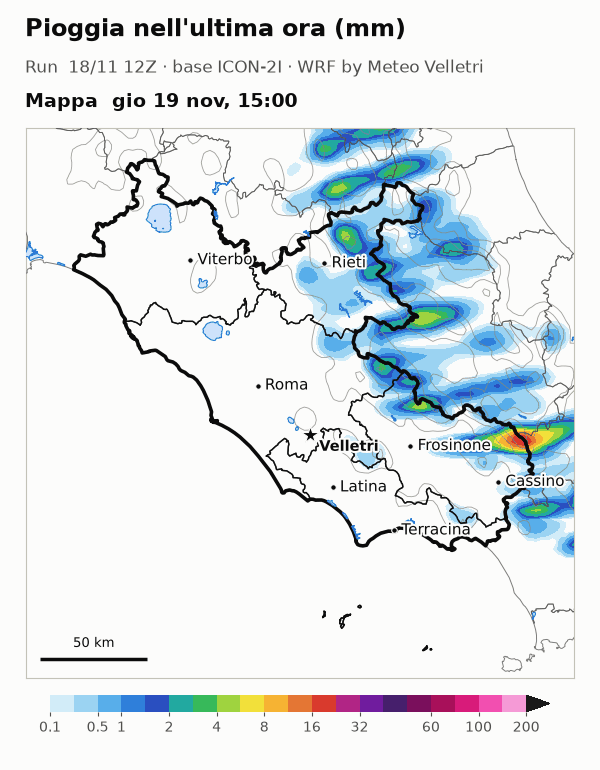 Pioggia nell'ultima ora (mm)
Run  18/11 12Z · base ICON-2I · WRF by Meteo Velletri
Mappa  gio 19 nov, 15:00
Viterbo
Rieti
Roma
Velletri
Frosinone
Latina
Cassino
Terracina
50 km
0.1 0.5 1 2 4 8 16 32 60 100 200